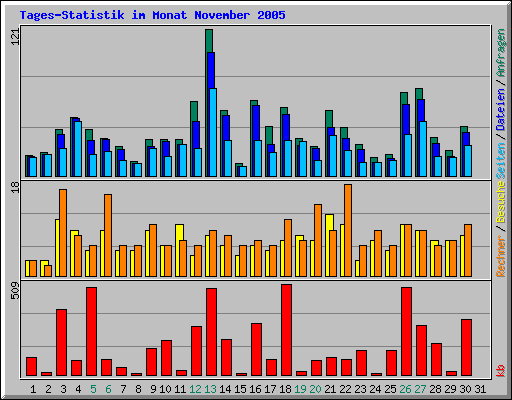 Tages-Statistik im Monat November 2005
121
18
509
Rechner / Besuche Seiten / Dateien / Anfragen
kb
1 2 3 4 5 6 7 8 9 10 11 12 13 14 15 16 17 18 19 20 21 22 23 24 25 26 27 28 29 30 31